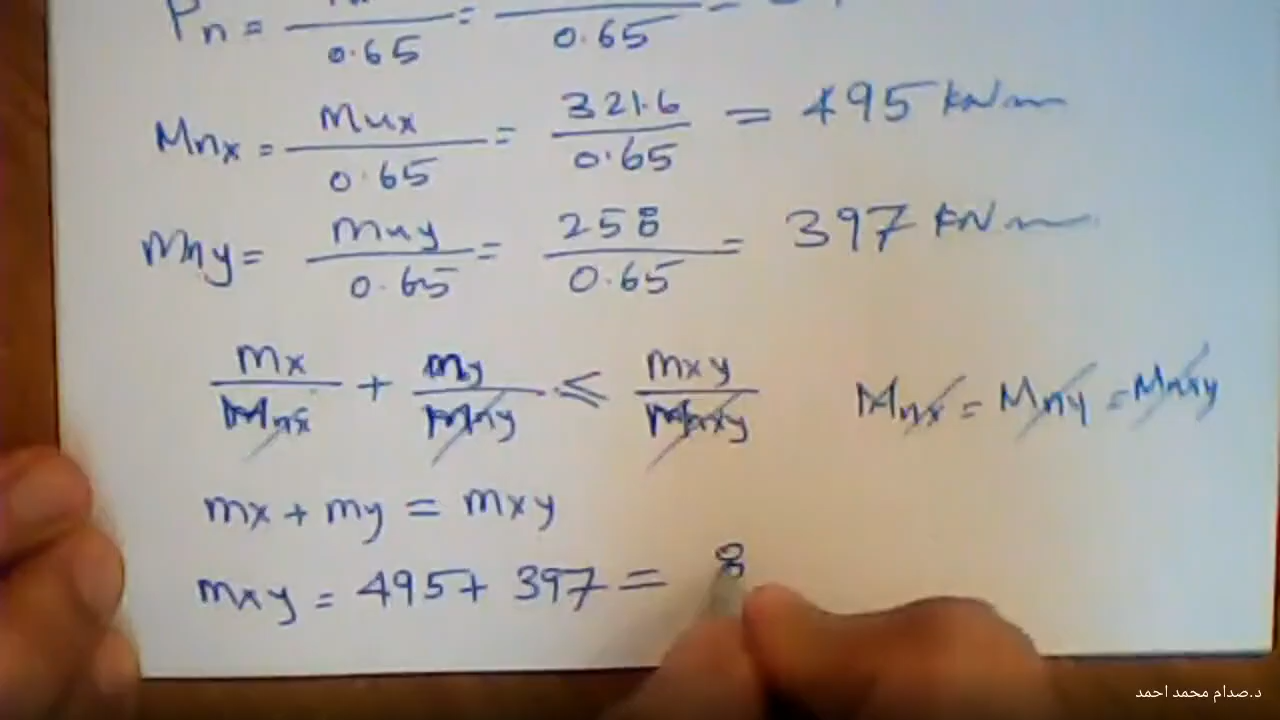 Pn = / 0.65 = / 0.65 =
Mnx = Mux / 0.65 = 321.6 / 0.65 = 495 kNm
Mny = Muy / 0.65 = 258 / 0.65 = 397 kNm
mx / Mnx + my / Mny ≤ mxy / Mnxy Mnx = Mny = Mnxy
mx + my = mxy
mxy = 495 + 397 = 8
د.صدام محمد احمد